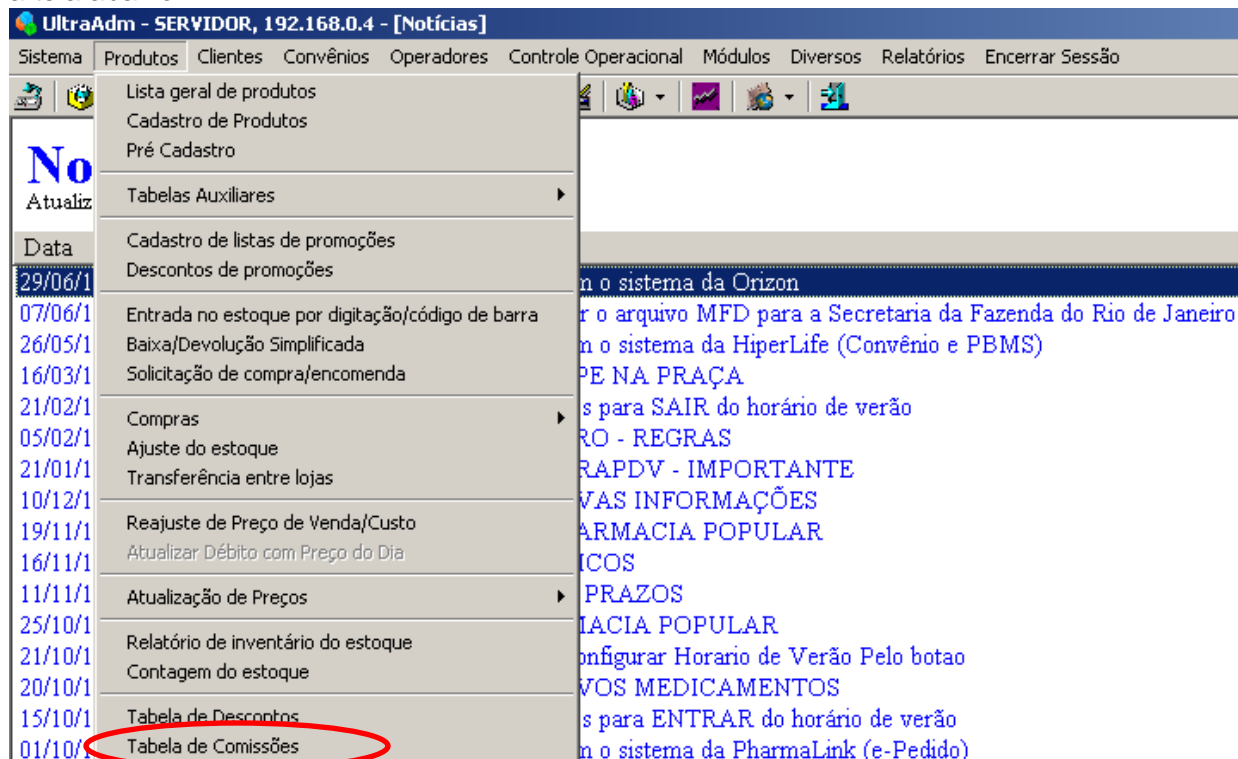 UltraAdm - SERVIDOR, 192.168.0.4 - [Notícias]
Sistema Produtos Clientes Convênios Operadores Controle Operacional Módulos Diversos Relatórios Encerrar Sessão
Lista geral de produtos
Cadastro de Produtos
Pré Cadastro
Tabelas Auxiliares
Cadastro de listas de promoções
Descontos de promoções
Entrada no estoque por digitação/código de barra
Baixa/Devolução Simplificada
Solicitação de compra/encomenda
Compras
Ajuste do estoque
Transferência entre lojas
Reajuste de Preço de Venda/Custo
Atualizar Débito com Preço do Dia
Atualização de Preços
Relatório de inventário do estoque
Contagem do estoque
Tabela de Descontos
Tabela de Comissões
No
Atualiz
Data
29/06/1 m o sistema da Orizon
07/06/1 r o arquivo MFD para a Secretaria da Fazenda do Rio de Janeiro
26/05/1 m o sistema da HiperLife (Convênio e PBMS)
16/03/1 PE NA PRAÇA
21/02/1 s para SAIR do horário de verão
05/02/1 RO - REGRAS
21/01/1 RAPDV - IMPORTANTE
10/12/1 VAS INFORMAÇÕES
19/11/1 ARMACIA POPULAR
16/11/1 ICOS
11/11/1 PRAZOS
25/10/1 MACIA POPULAR
21/10/1 onfigurar Horario de Verão Pelo botao
20/10/1 VOS MEDICAMENTOS
15/10/1 s para ENTRAR do horário de verão
01/10/1 m o sistema da PharmaLink (e-Pedido)